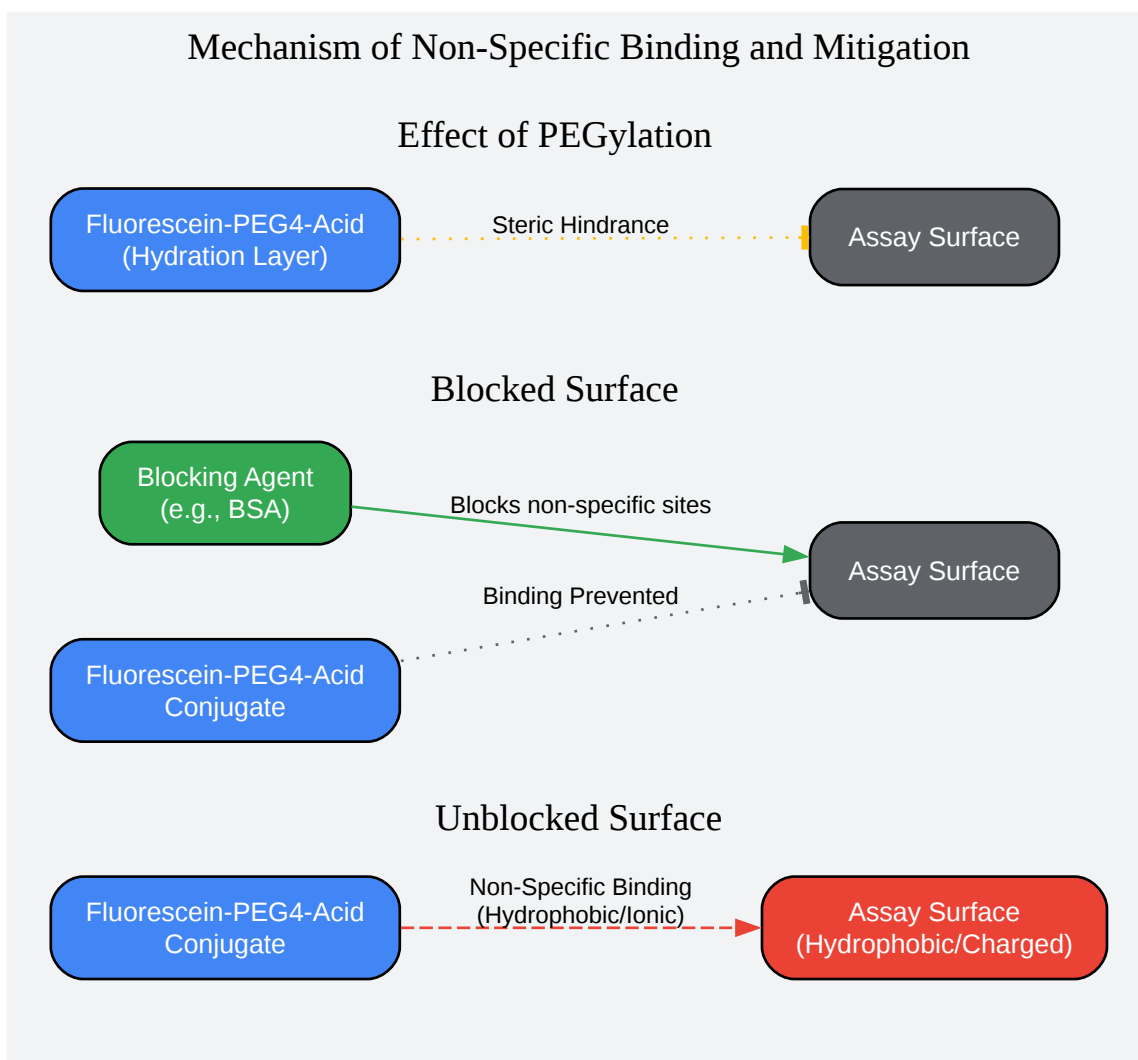 Mechanism of Non-Specific Binding and Mitigation
Effect of PEGylation
Fluorescein-PEG4-Acid
(Hydration Layer)
Steric Hindrance
Assay Surface
Blocked Surface
Blocking Agent
(e.g., BSA)
Blocks non-specific sites
Assay Surface
Binding Prevented
Fluorescein-PEG4-Acid
Conjugate
Unblocked Surface
Fluorescein-PEG4-Acid
Conjugate
Non-Specific Binding
(Hydrophobic/Ionic)
Assay Surface
(Hydrophobic/Charged)